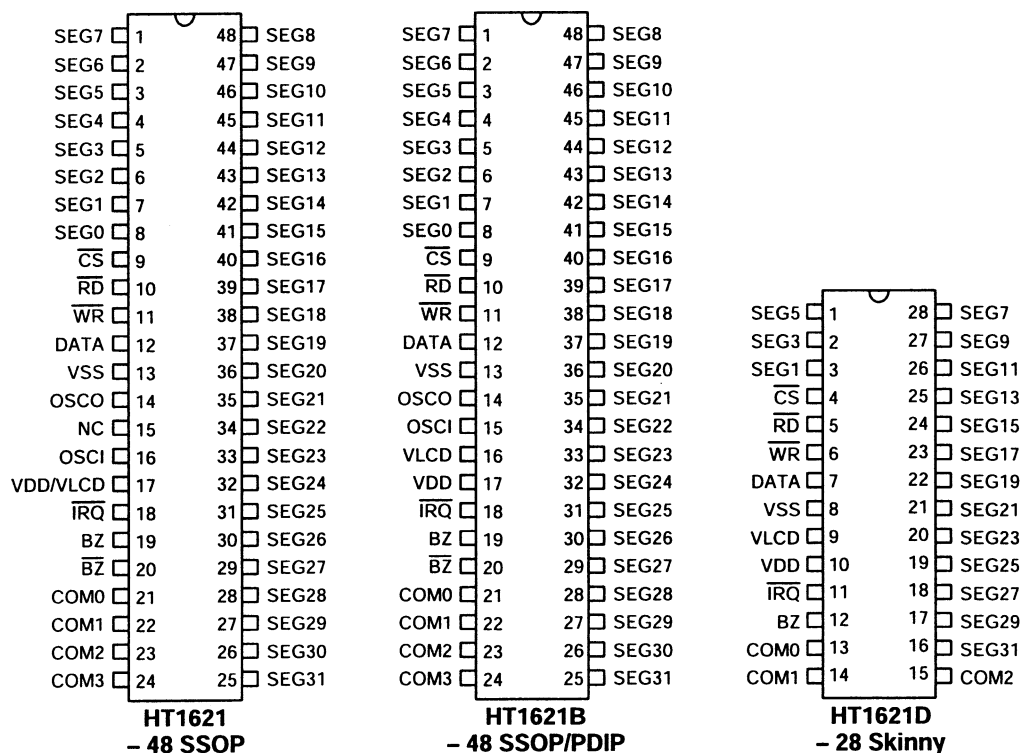 SEG7 1 48 SEG8
SEG6 2 47 SEG9
SEG5 3 46 SEG10
SEG4 4 45 SEG11
SEG3 5 44 SEG12
SEG2 6 43 SEG13
SEG1 7 42 SEG14
SEG0 8 41 SEG15
CS 9 40 SEG16
RD 10 39 SEG17
WR 11 38 SEG18
DATA 12 37 SEG19
VSS 13 36 SEG20
OSCO 14 35 SEG21
NC 15 34 SEG22
OSCI 16 33 SEG23
VDD/VLCD 17 32 SEG24
IRQ 18 31 SEG25
BZ 19 30 SEG26
BZ 20 29 SEG27
COM0 21 28 SEG28
COM1 22 27 SEG29
COM2 23 26 SEG30
COM3 24 25 SEG31
HT1621
– 48 SSOP
SEG7 1 48 SEG8
SEG6 2 47 SEG9
SEG5 3 46 SEG10
SEG4 4 45 SEG11
SEG3 5 44 SEG12
SEG2 6 43 SEG13
SEG1 7 42 SEG14
SEG0 8 41 SEG15
CS 9 40 SEG16
RD 10 39 SEG17
WR 11 38 SEG18
DATA 12 37 SEG19
VSS 13 36 SEG20
OSCO 14 35 SEG21
OSCI 15 34 SEG22
VLCD 16 33 SEG23
VDD 17 32 SEG24
IRQ 18 31 SEG25
BZ 19 30 SEG26
BZ 20 29 SEG27
COM0 21 28 SEG28
COM1 22 27 SEG29
COM2 23 26 SEG30
COM3 24 25 SEG31
HT1621B
– 48 SSOP/PDIP
SEG5 1 28 SEG7
SEG3 2 27 SEG9
SEG1 3 26 SEG11
CS 4 25 SEG13
RD 5 24 SEG15
WR 6 23 SEG17
DATA 7 22 SEG19
VSS 8 21 SEG21
VLCD 9 20 SEG23
VDD 10 19 SEG25
IRQ 11 18 SEG27
BZ 12 17 SEG29
COM0 13 16 SEG31
COM1 14 15 COM2
HT1621D
– 28 Skinny